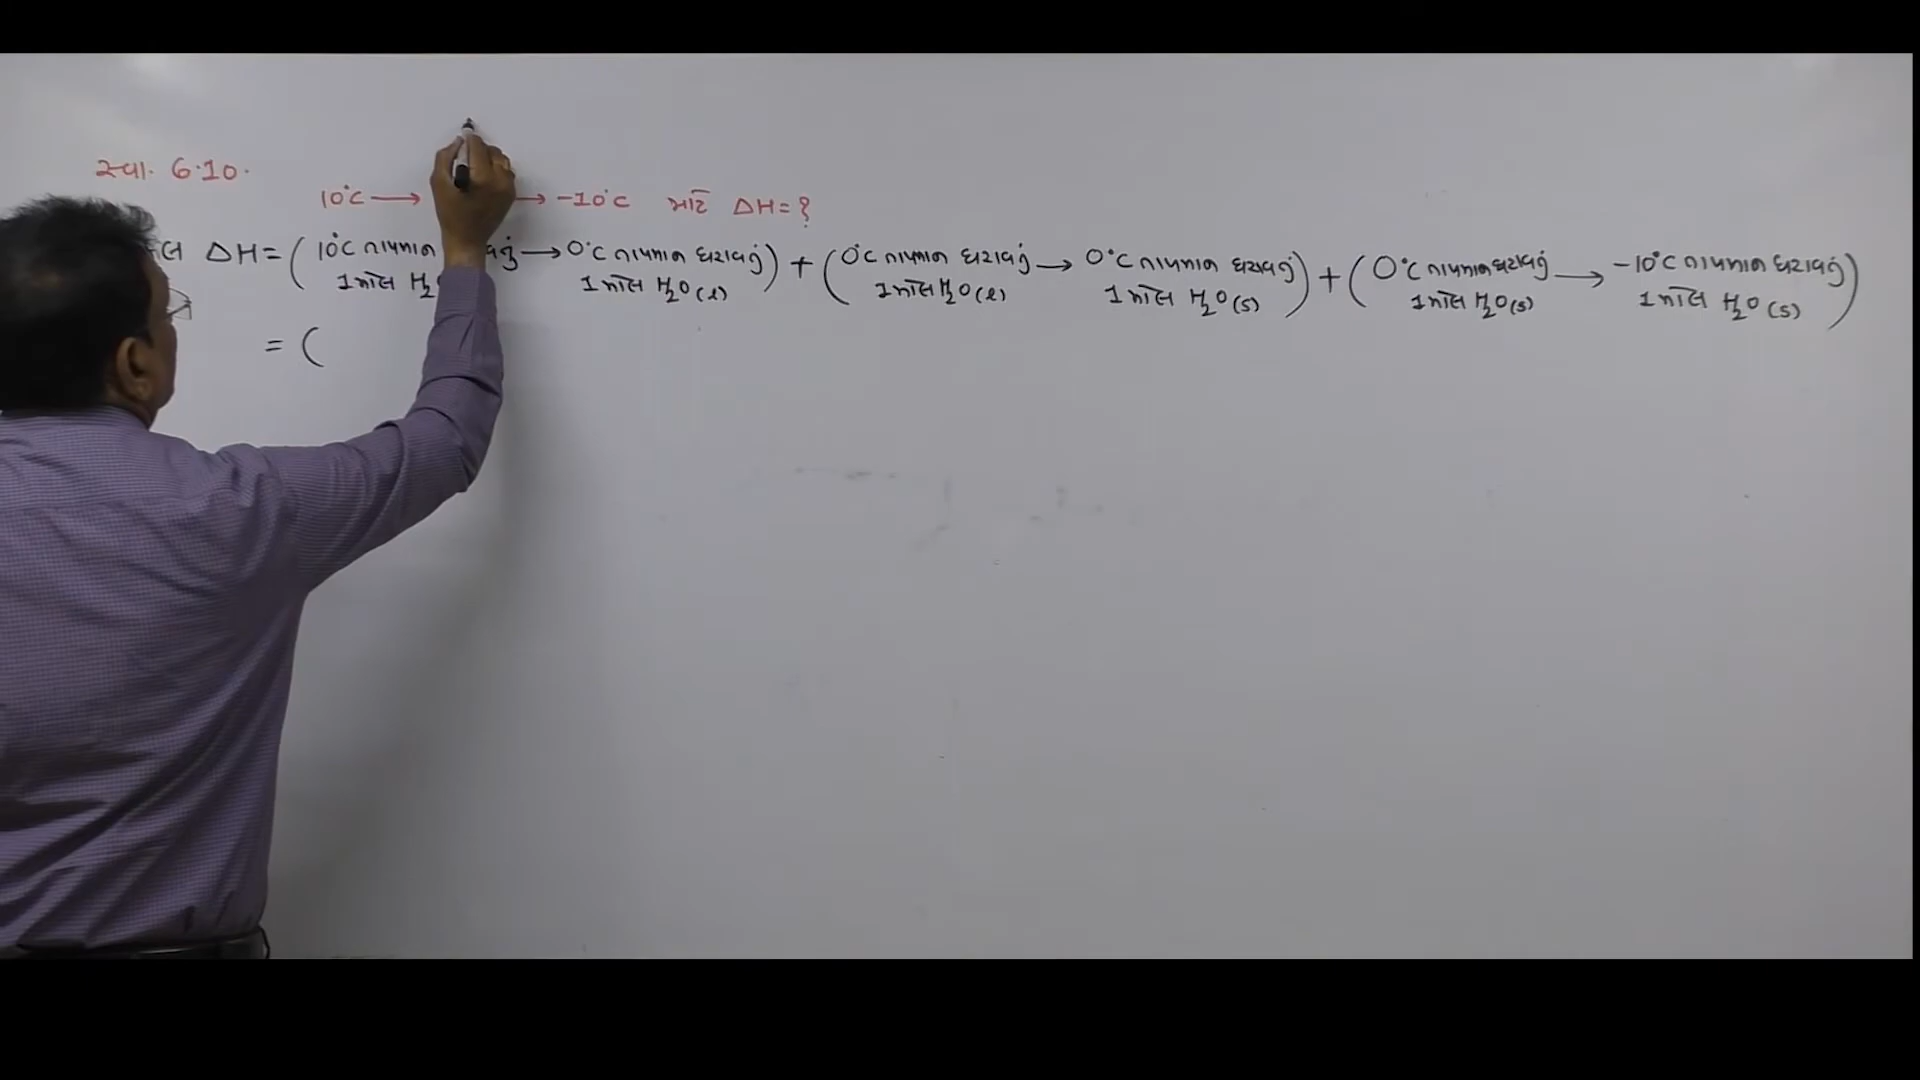 સ્વા. 6.10.
10°C ⟶ ⟶ -10°C માટે ΔH = ?
ΔH = ( 10°C તાપમાન ⟶ 0°C તાપમાન ધરાવતું ) + ( 0°C તાપમાન ધરાવતું ⟶ 0°C તાપમાન ધરાવતું ) + ( 0°C તાપમાન ધરાવતું ⟶ -10°C તાપમાન ધરાવતું )
1 મોલ H₂ 1 મોલ H₂O (l) 1 મોલ H₂O (l) 1 મોલ H₂O (s) 1 મોલ H₂O (s) 1 મોલ H₂O (s)
= (